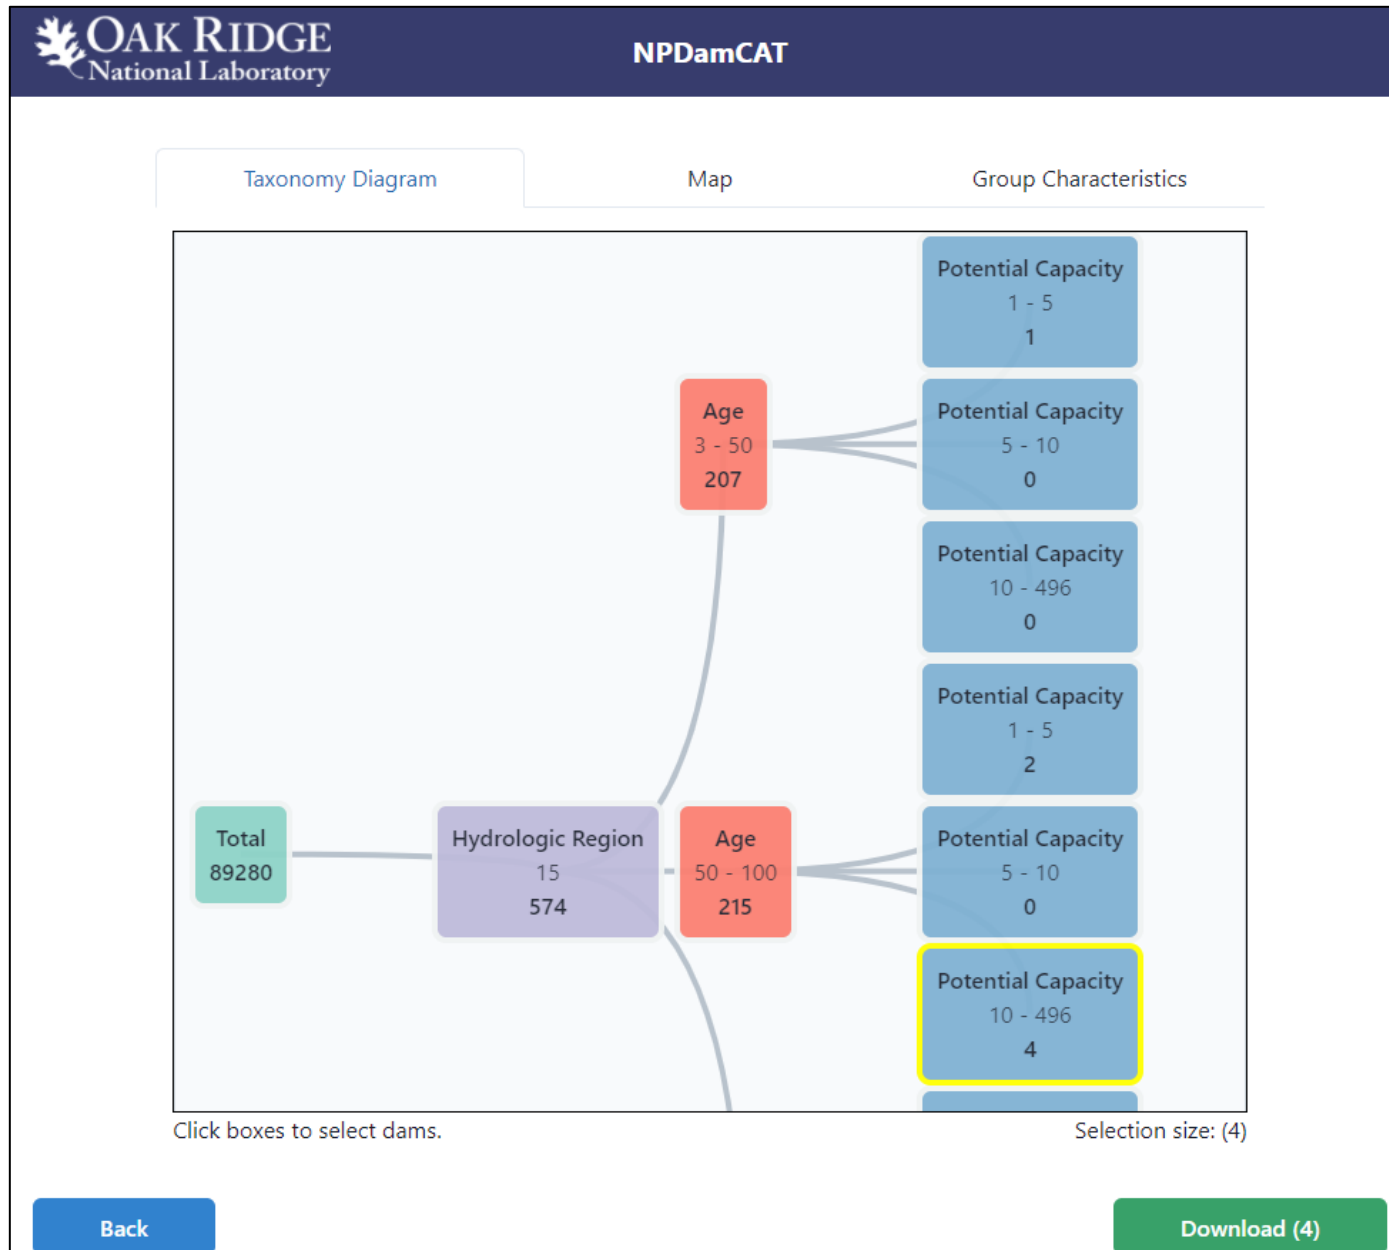 OAK RIDGE
National Laboratory
NPDamCAT
Taxonomy Diagram
Map
Group Characteristics
Potential Capacity
1 - 5
1
Age
3 - 50
207
Potential Capacity
5 - 10
0
Potential Capacity
10 - 496
0
Potential Capacity
1 - 5
2
Total
89280
Hydrologic Region
15
574
Age
50 - 100
215
Potential Capacity
5 - 10
0
Potential Capacity
10 - 496
4
Click boxes to select dams.
Selection size: (4)
Back
Download (4)